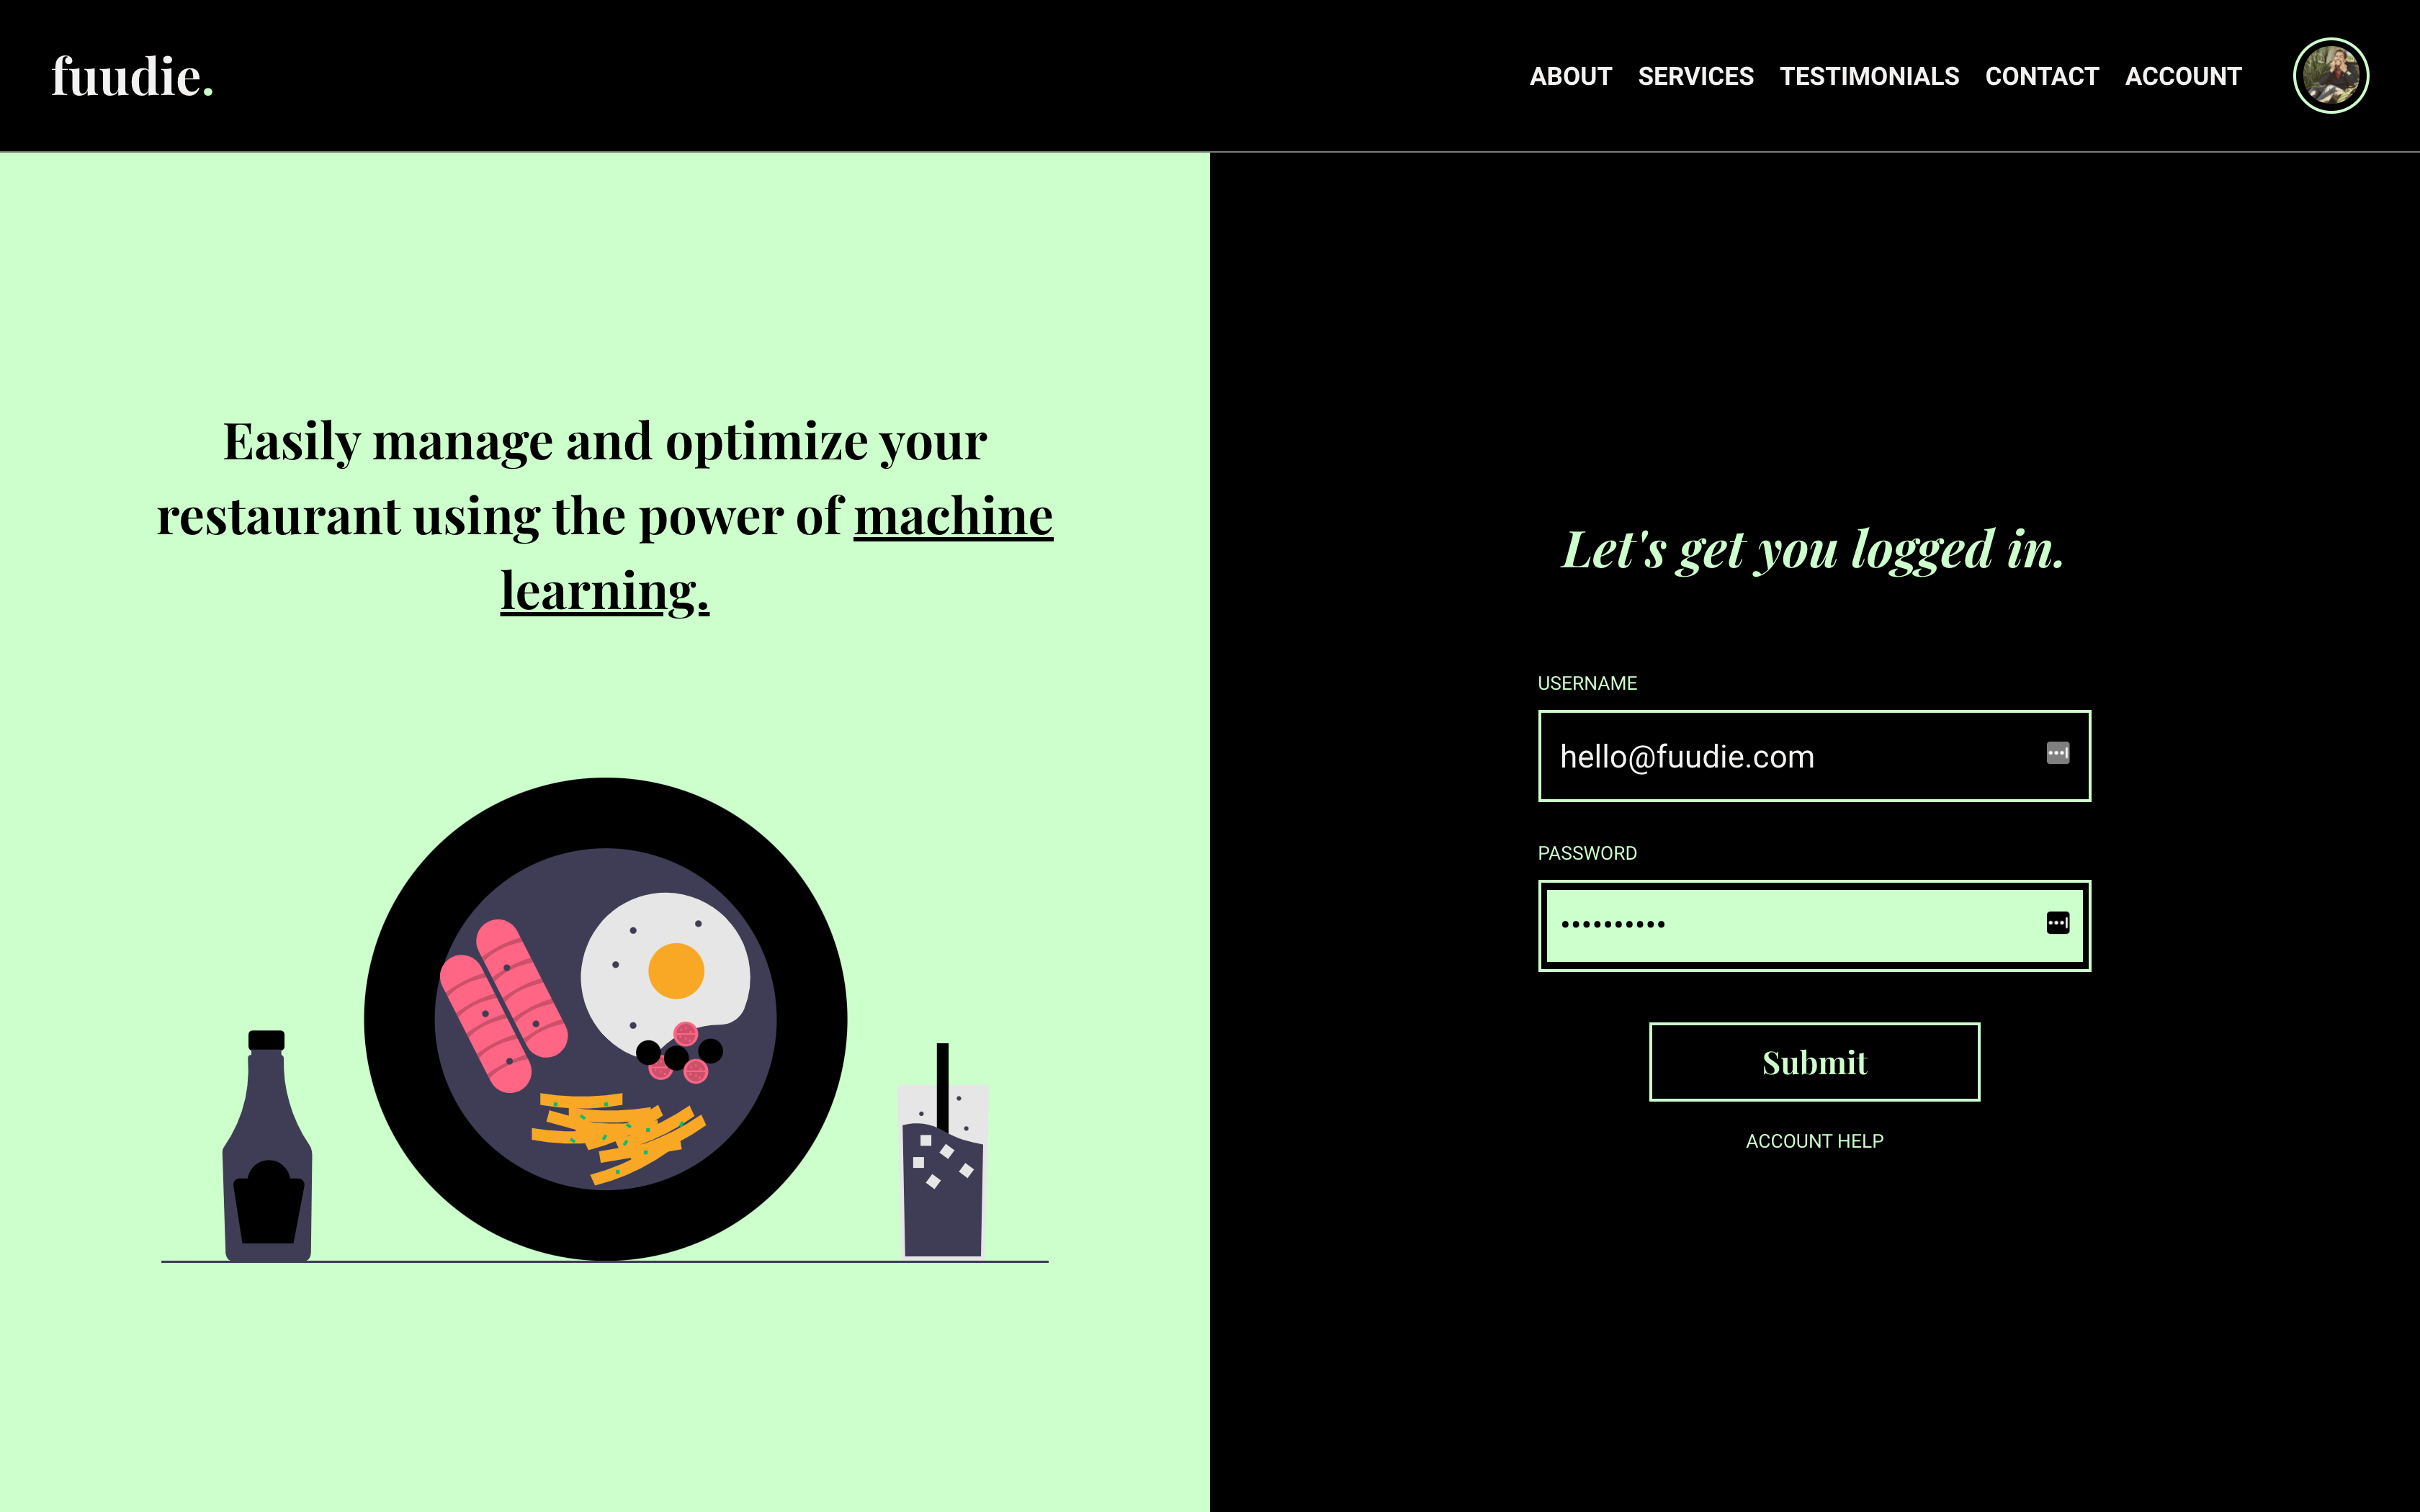 fuudie.
ABOUT SERVICES TESTIMONIALS CONTACT ACCOUNT
Easily manage and optimize your
restaurant using the power of machine
learning.
Let's get you logged in.
USERNAME
hello@fuudie.com
PASSWORD
••••••••••
Submit
ACCOUNT HELP